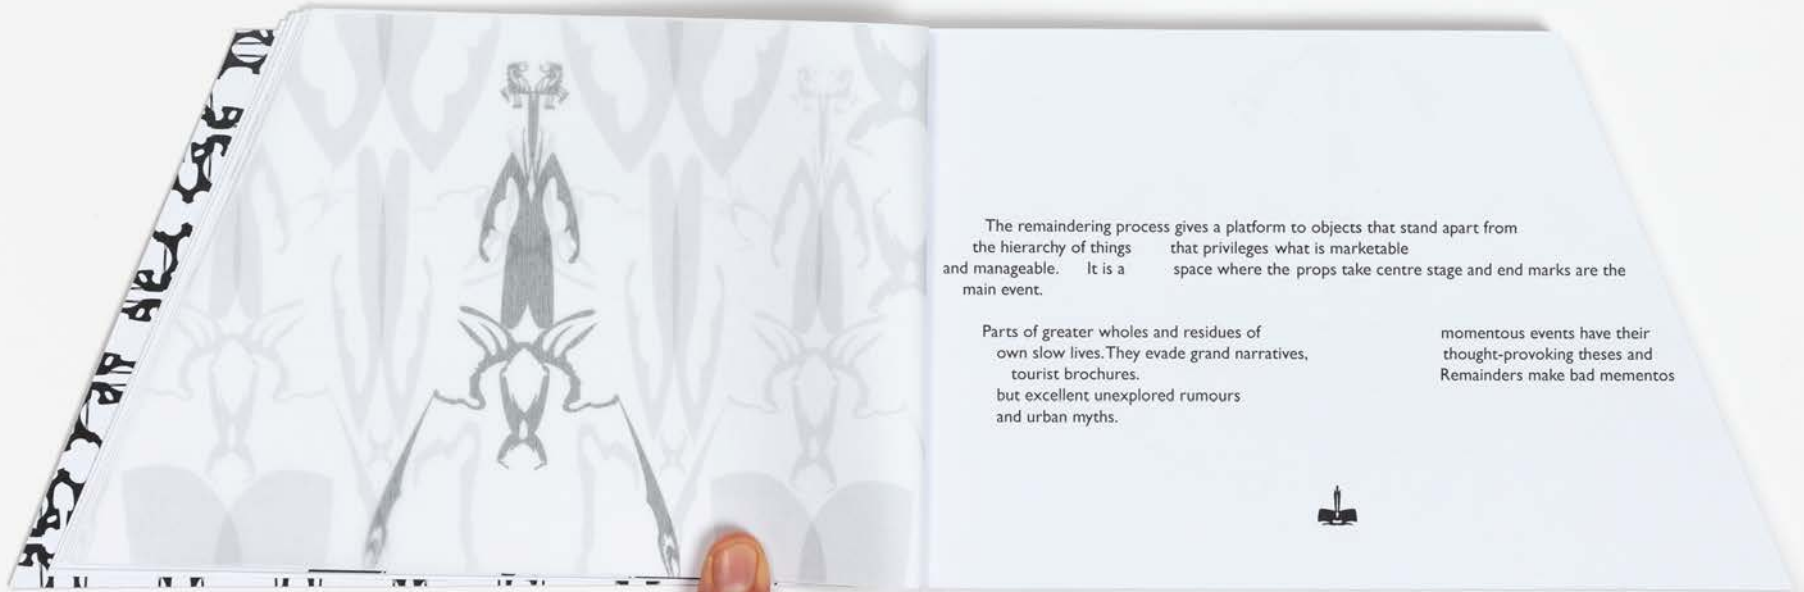 The remaindering process gives a platform to objects that stand apart from
the hierarchy of things that privileges what is marketable
and manageable. It is a space where the props take centre stage and end marks are the
main event.
Parts of greater wholes and residues of momentous events have their
own slow lives. They evade grand narratives, thought-provoking theses and
tourist brochures. Remainders make bad mementos
but excellent unexplored rumours
and urban myths.